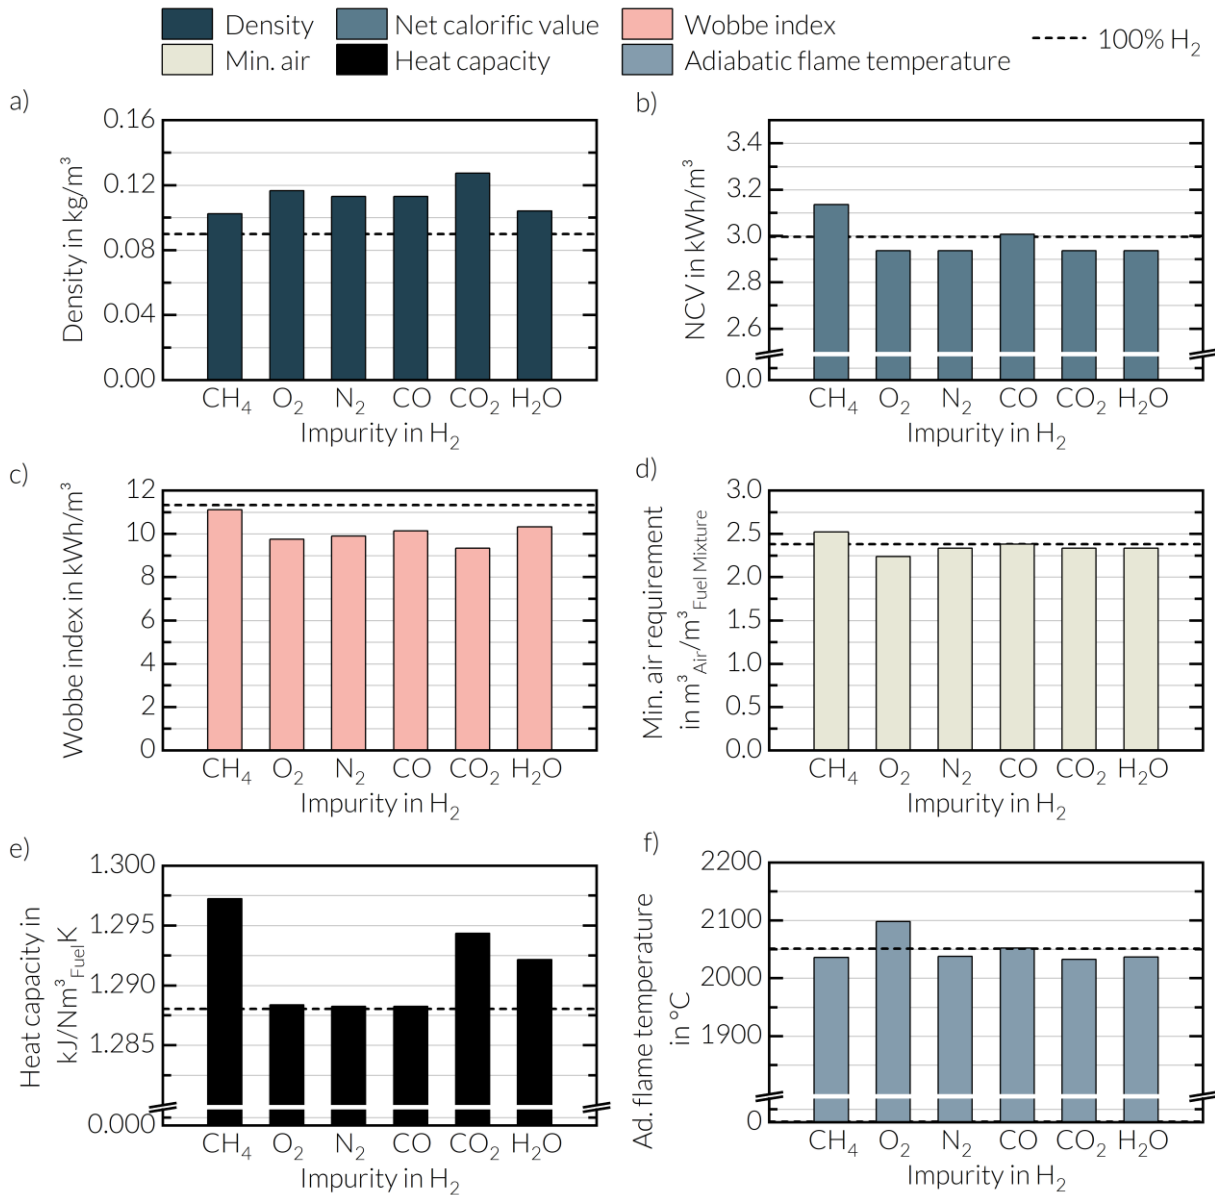 Density
Net calorific value
Wobbe index
100% H₂
Min. air
Heat capacity
Adiabatic flame temperature
a)
Density in kg/m³
0.16
0.12
0.08
0.04
0.00
CH₄ O₂ N₂ CO CO₂ H₂O
Impurity in H₂
b)
NCV in kWh/m³
3.4
3.2
3.0
2.8
2.6
0.0
CH₄ O₂ N₂ CO CO₂ H₂O
Impurity in H₂
c)
Wobbe index in kWh/m³
12
10
8
6
4
2
0
CH₄ O₂ N₂ CO CO₂ H₂O
Impurity in H₂
d)
Min. air requirement
in m³ Air/m³ Fuel Mixture
3.0
2.5
2.0
1.5
1.0
0.5
0.0
CH₄ O₂ N₂ CO CO₂ H₂O
Impurity in H₂
e)
Heat capacity in
kJ/Nm³FuelK
1.300
1.295
1.290
1.285
0.000
CH₄ O₂ N₂ CO CO₂ H₂O
Impurity in H₂
f)
Ad. flame temperature
in °C
2200
2100
2000
1900
0
CH₄ O₂ N₂ CO CO₂ H₂O
Impurity in H₂